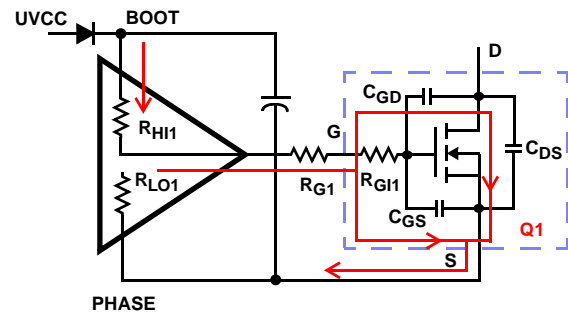 UVCC
BOOT
D
CGD
RHI1
G
CDS
RLO1
RG1
RGI1
CGS
Q1
S
PHASE